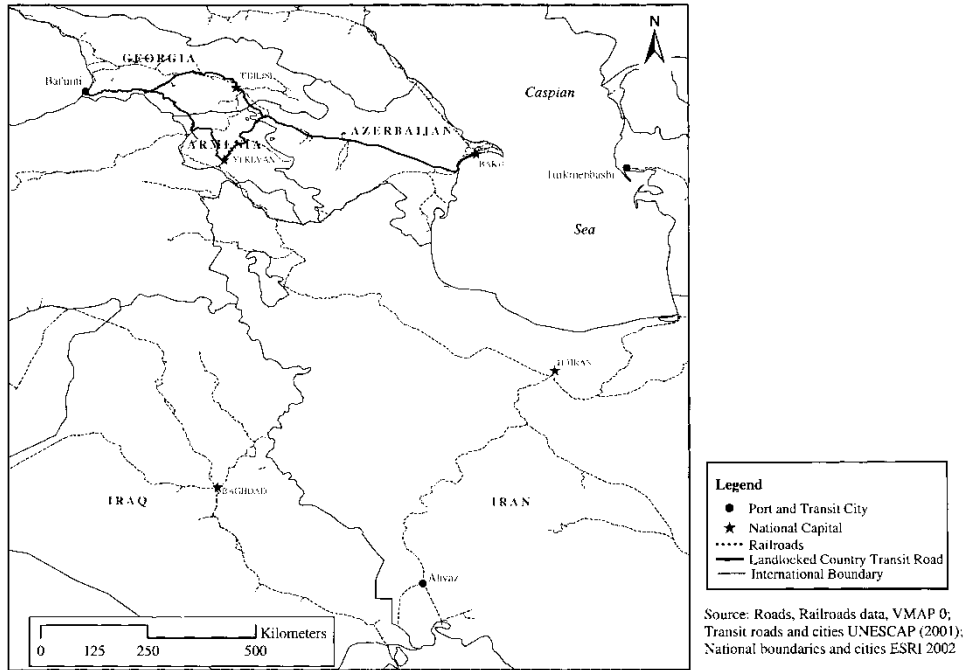 N
GEORGIA
Bat'umi
TBILISI
Caspian
AZERBAIJAN
ARMENIA
YEREVAN
BAKU
Turkmenbashi
Sea
TEHRAN
IRAQ
BAGHDAD
IRAN
Ahvaz
Kilometers
0 125 250 500
Legend
Port and Transit City
National Capital
Railroads
Landlocked Country Transit Road
International Boundary
Source: Roads, Railroads data, VMAP 0;
Transit roads and cities UNESCAP (2001);
National boundaries and cities ESRI 2002